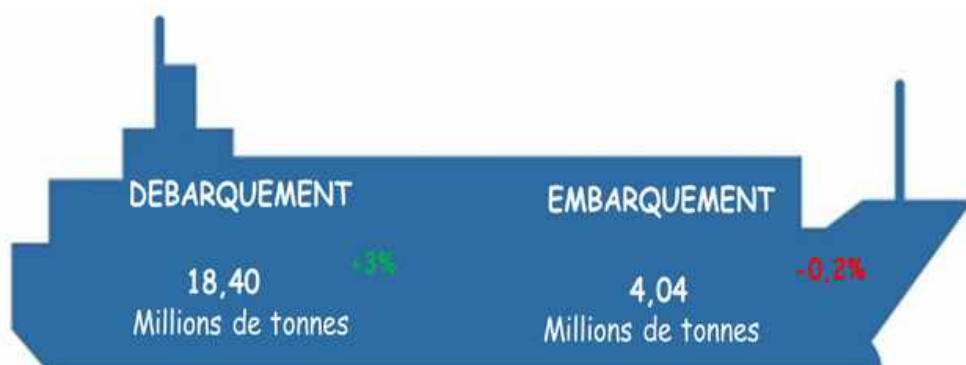 DEBARQUEMENT
18,40
Millions de tonnes
+3%
EMBARQUEMENT
4,04
Millions de tonnes
-0,2%